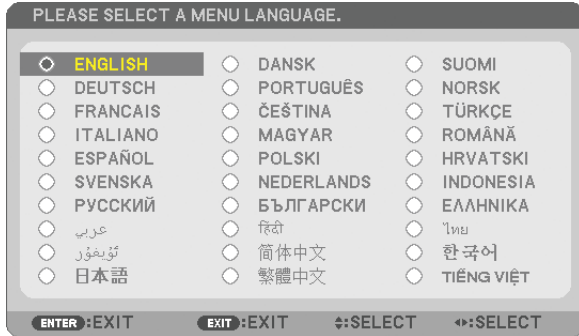 PLEASE SELECT A MENU LANGUAGE.
ENGLISH DANSK SUOMI
DEUTSCH PORTUGUÊS NORSK
FRANCAIS ČEŠTINA TÜRKÇE
ITALIANO MAGYAR ROMÂNĂ
ESPAÑOL POLSKI HRVATSKI
SVENSKA NEDERLANDS INDONESIA
РУССКИЙ БЪЛГАРСКИ ΕΛΛΗΝΙΚΑ
عربي हिंदी ไทย
ئۇيغۇر 简体中文 한국어
日本語 繁體中文 TIẾNG VIỆT
ENTER :EXIT EXIT :EXIT :SELECT :SELECT